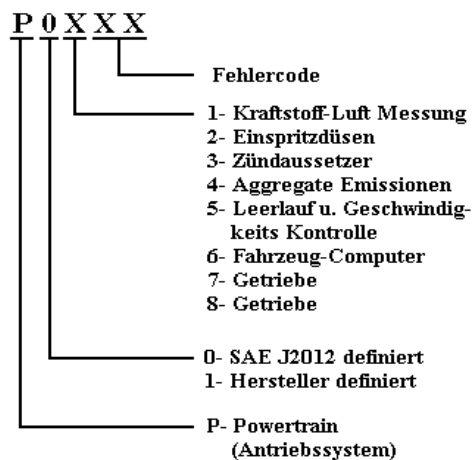 P 0 X X X
Fehlercode
1- Kraftstoff-Luft Messung
2- Einspritzdüsen
3- Zündaussetzer
4- Aggregate Emissionen
5- Leerlauf u. Geschwindig-
keits Kontrolle
6- Fahrzeug-Computer
7- Getriebe
8- Getriebe
0- SAE J2012 definiert
1- Hersteller definiert
P- Powertrain
(Antriebssystem)